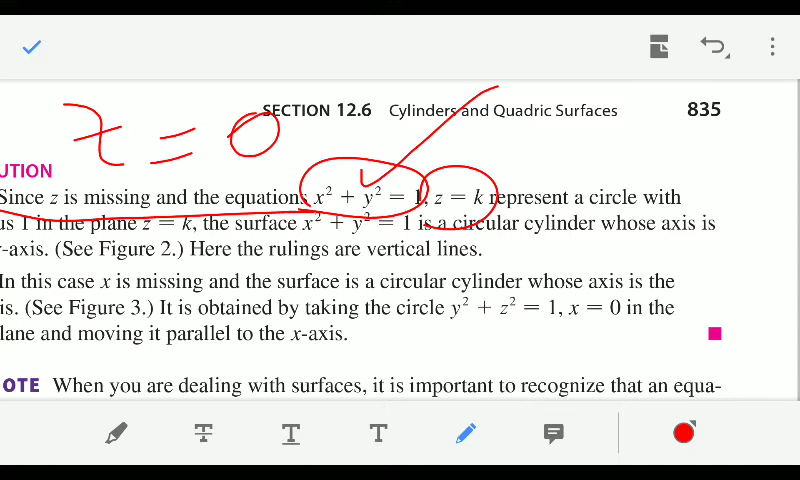 SECTION 12.6 Cylinders and Quadric Surfaces 835
z = 0
UTION
Since z is missing and the equations x² + y² = 1, z = k represent a circle with
us 1 in the plane z = k, the surface x² + y² = 1 is a circular cylinder whose axis is
-axis. (See Figure 2.) Here the rulings are vertical lines.
In this case x is missing and the surface is a circular cylinder whose axis is the
is. (See Figure 3.) It is obtained by taking the circle y² + z² = 1, x = 0 in the
lane and moving it parallel to the x-axis.
OTE When you are dealing with surfaces, it is important to recognize that an equa-
T T T